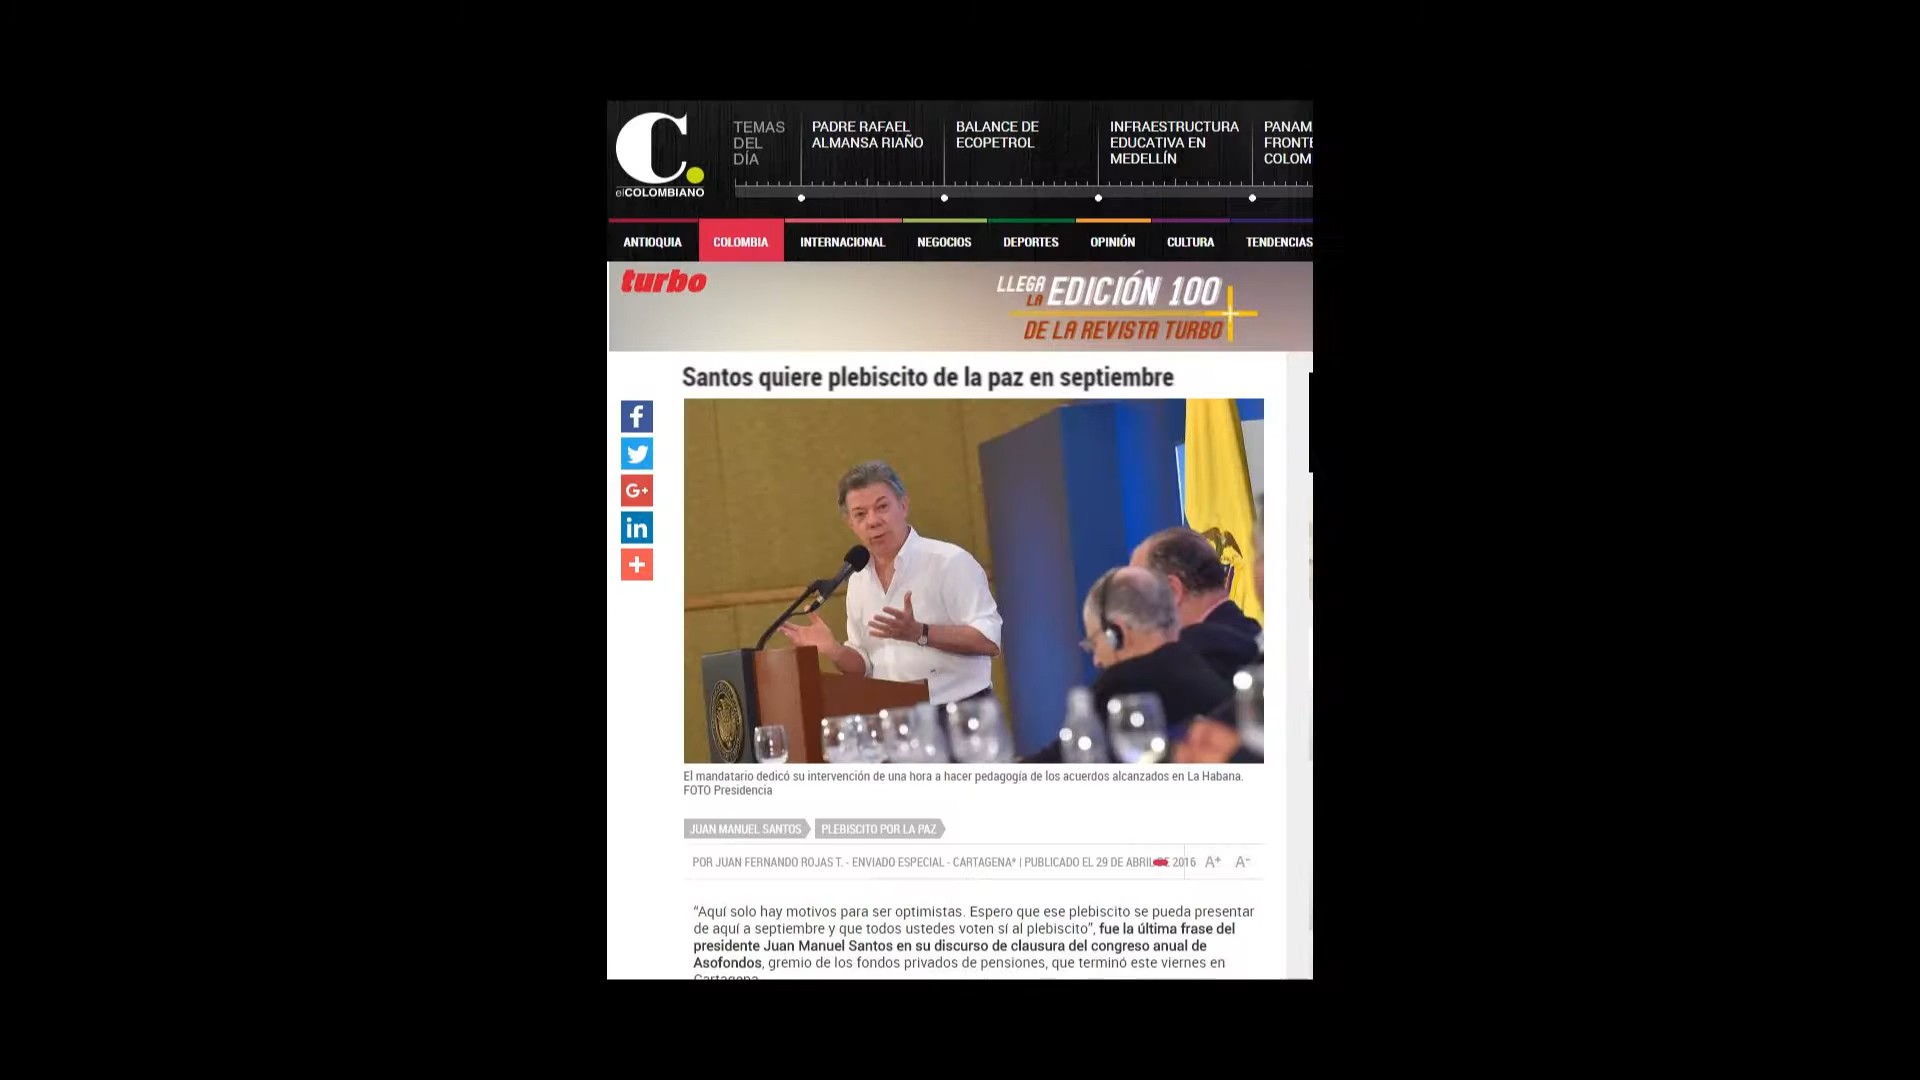 C.
elCOLOMBIANO
TEMAS
DEL
DÍA
PADRE RAFAEL
ALMANSA RIAÑO
BALANCE DE
ECOPETROL
INFRAESTRUCTURA
EDUCATIVA EN
MEDELLÍN
ANTIOQUIA COLOMBIA INTERNACIONAL NEGOCIOS DEPORTES OPINIÓN CULTURA TENDENCIAS
turbo
LLEGA
LA EDICIÓN 100
DE LA REVISTA TURBO
Santos quiere plebiscito de la paz en septiembre
f
G+
in
+
El mandatario dedicó su intervención de una hora a hacer pedagogía de los acuerdos alcanzados en La Habana.
FOTO Presidencia
JUAN MANUEL SANTOS PLEBISCITO POR LA PAZ
POR JUAN FERNANDO ROJAS T. - ENVIADO ESPECIAL - CARTAGENA* | PUBLICADO EL 29 DE ABRIL DE 2016 A+ A-
“Aquí solo hay motivos para ser optimistas. Espero que ese plebiscito se pueda presentar
de aquí a septiembre y que todos ustedes voten sí al plebiscito”, fue la última frase del
presidente Juan Manuel Santos en su discurso de clausura del congreso anual de
Asofondos, gremio de los fondos privados de pensiones, que terminó este viernes en
Cartagena.